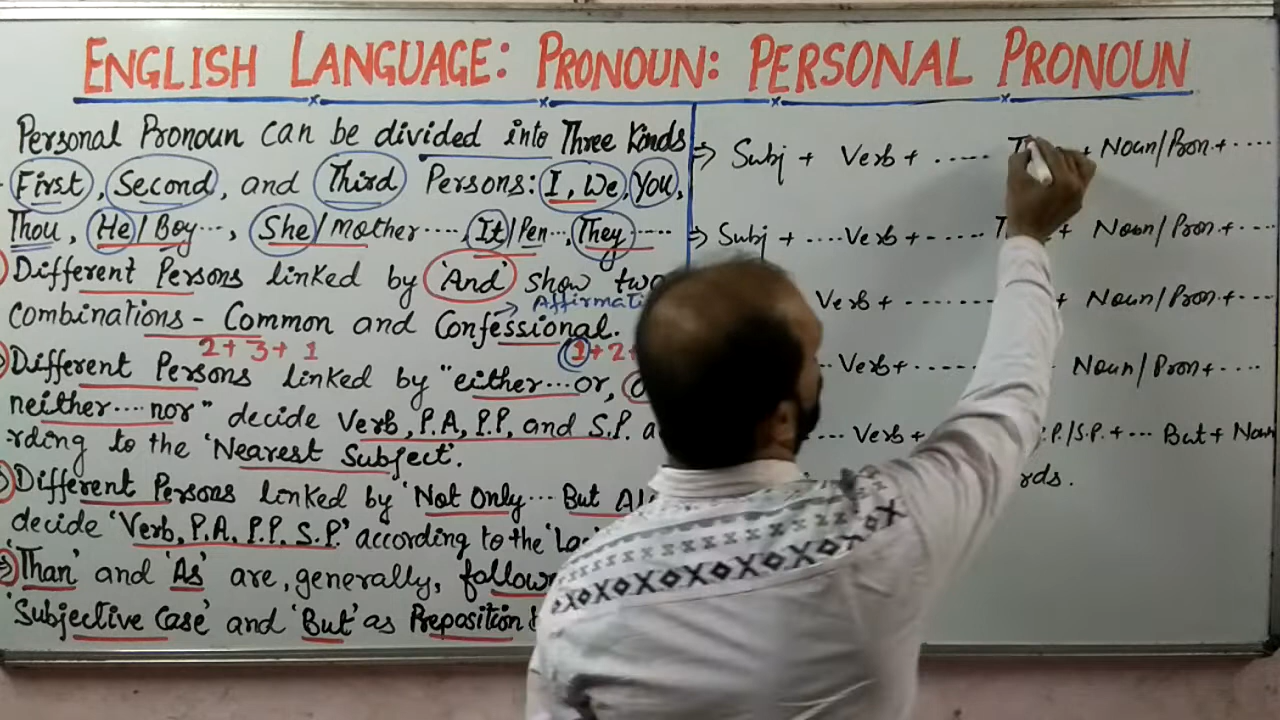 ENGLISH LANGUAGE: PRONOUN: PERSONAL PRONOUN
Personal Pronoun can be divided into Three Kinds
First, Second, and Third Persons: I, We, You,
Thou, He/Boy..., She/mother...., It/Pen..., They.....
Different Persons linked by 'And' show two
→ Affirmati
combinations - Common and Confessional.
2+3+1
1+2+
Different Persons linked by "either...or,
neither....nor" decide Verb, P.A, P.P, and S.P. a
rding to the 'Nearest Subject'.
Different Persons linked by 'Not Only... But Al
decide 'Verb, P.A, P.P, S.P.' according to the 'La
'Than' and 'As' are, generally, follow
'Subjective Case' and 'But' as Preposition
⇒ Subj + Verb + ..... + Noun/Pron + ....
⇒ Subj + ....Verb + ..... + Noun/Pron + ....
Verb + ........ + Noun/Pron + ....
Verb + ...... Noun/Pron + ....
... Verb + P./S.P. + ... But + Noun
rds.